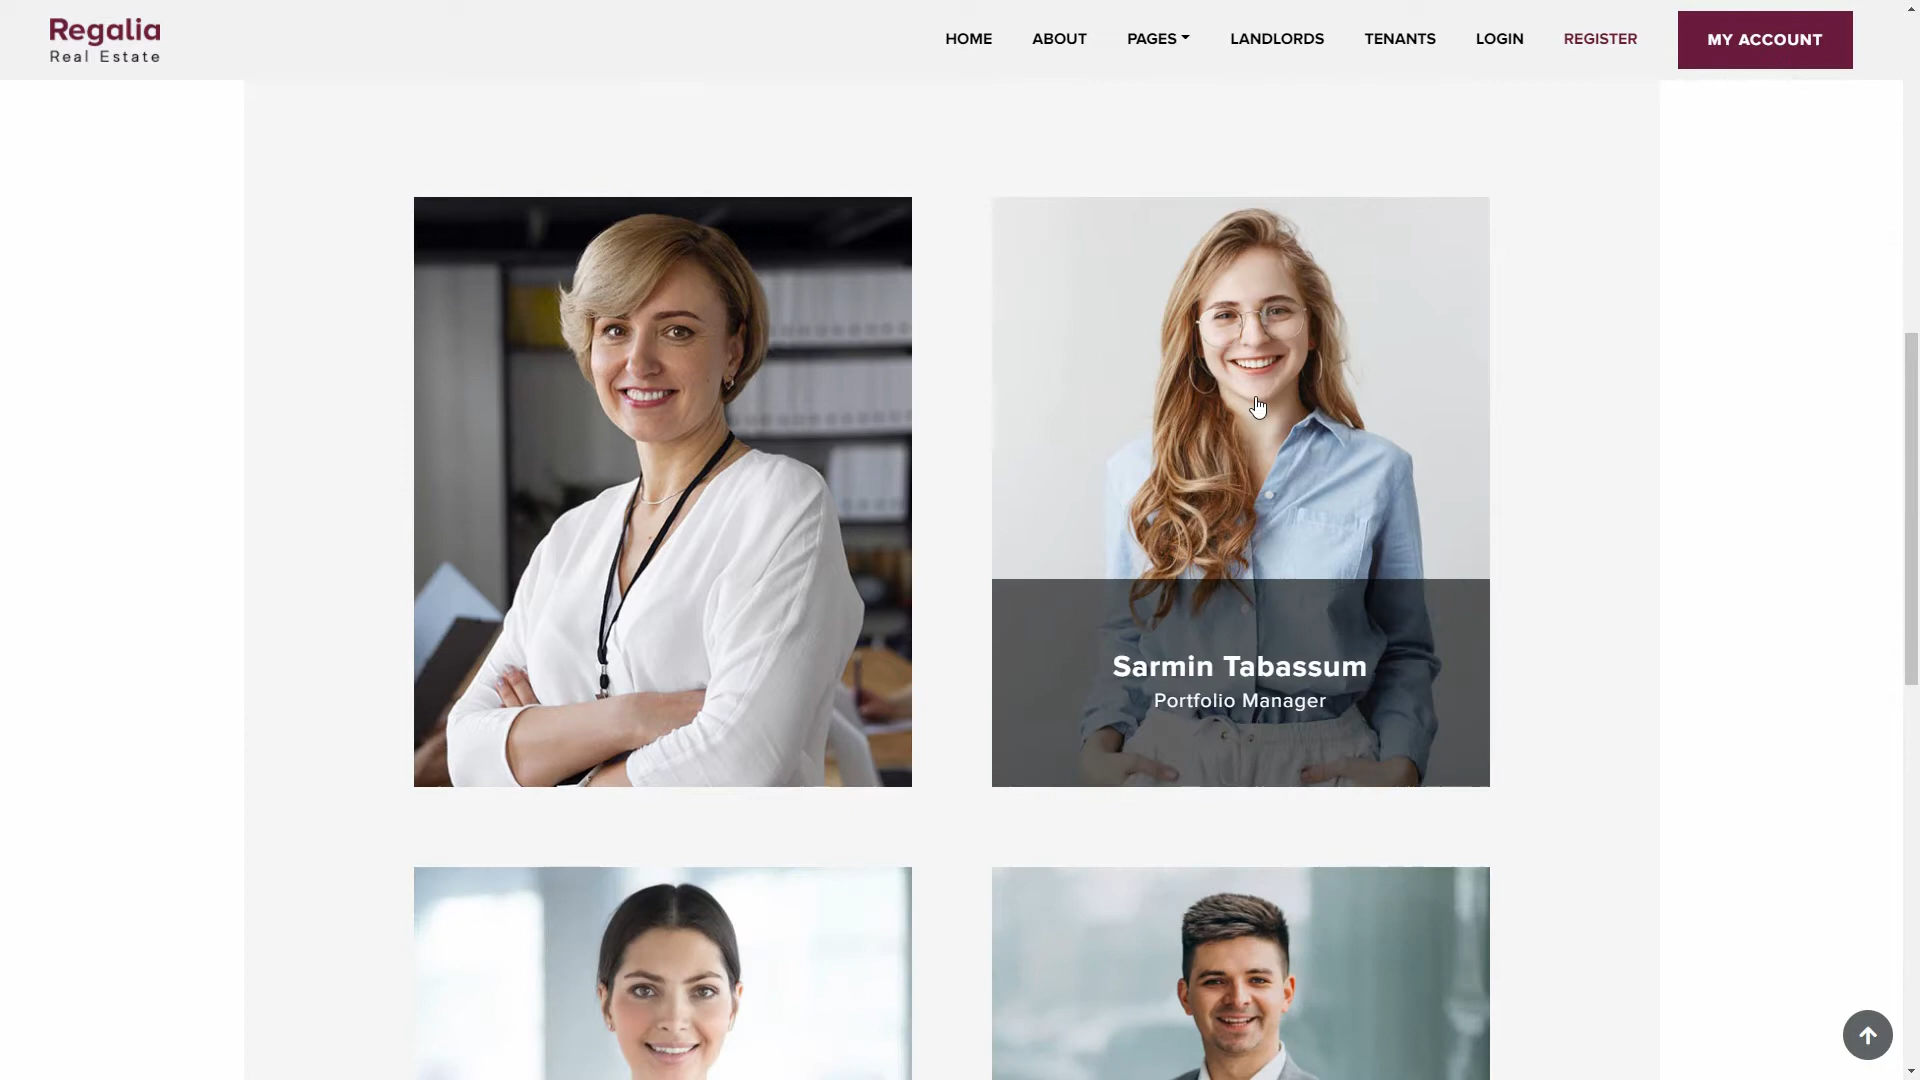 Regalia
Real Estate
HOME
ABOUT
PAGES
LANDLORDS
TENANTS
LOGIN
REGISTER
MY ACCOUNT
Sarmin Tabassum
Portfolio Manager